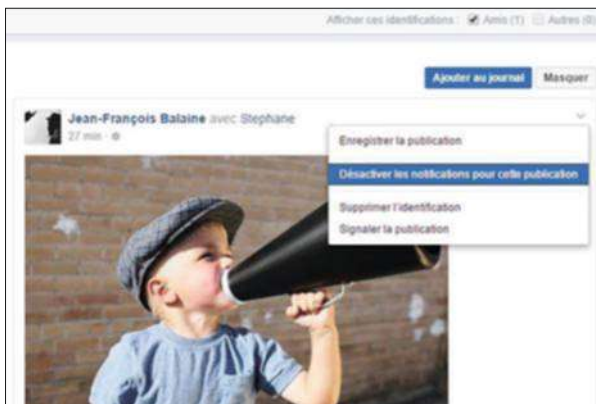 Afficher ces identifications : Amis (1) Autres (0)
Ajouter au journal Masquer
Jean-François Balaine avec Stephane
27 min ·
Enregistrer la publication
Désactiver les notifications pour cette publication
Supprimer l'identification
Signaler la publication